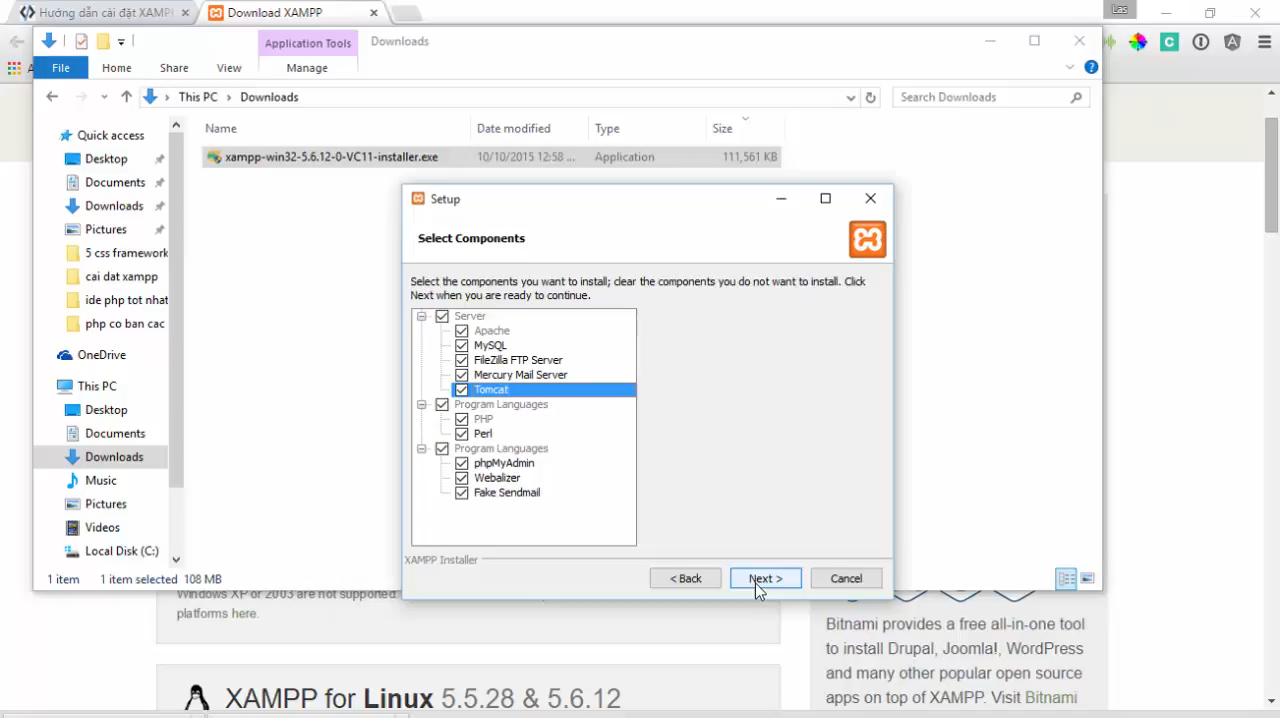 Hướng dẫn cài đặt XAMP
Download XAMPP
Las
Application Tools
Downloads
File
Home
Share
View
Manage
This PC
Downloads
Search Downloads
Quick access
Desktop
Documents
Downloads
Pictures
5 css framework
cai dat xampp
ide php tot nhat
php co ban cac
OneDrive
This PC
Desktop
Documents
Downloads
Music
Pictures
Videos
Local Disk (C:)
Name
Date modified
Type
Size
xampp-win32-5.6.12-0-VC11-installer.exe
10/10/2015 12:58 ...
Application
111,561 KB
Setup
Select Components
Select the components you want to install; clear the components you do not want to install. Click
Next when you are ready to continue.
Server
Apache
MySQL
FileZilla FTP Server
Mercury Mail Server
Tomcat
Program Languages
PHP
Perl
Program Languages
phpMyAdmin
Webalizer
Fake Sendmail
XAMPP Installer
< Back
Next >
Cancel
1 item
1 item selected 108 MB
Windows XP or 2003 are not supported
platforms here.
XAMPP for Linux 5.5.28 & 5.6.12
Bitnami provides a free all-in-one tool
to install Drupal, Joomla!, WordPress
and many other popular open source
apps on top of XAMPP. Visit Bitnami